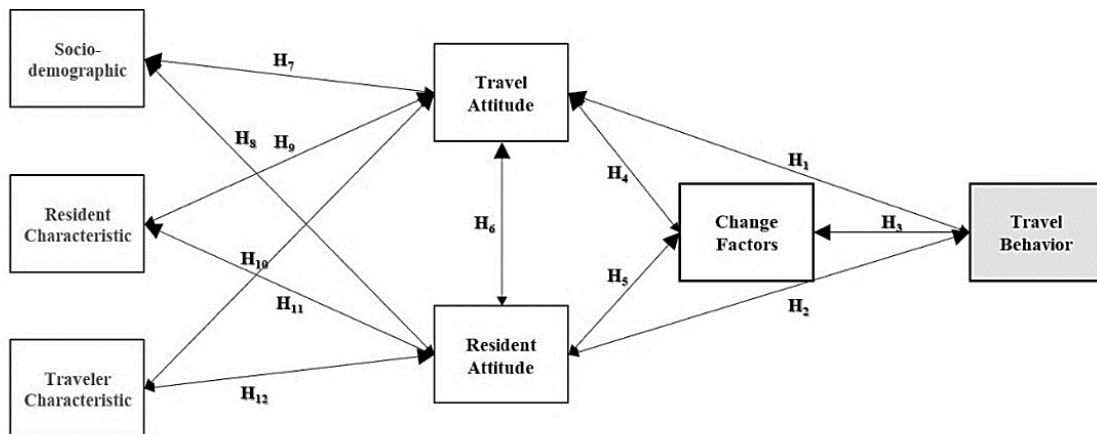 Socio-
demographic
Resident
Characteristic
Traveler
Characteristic
H7
H8
H9
H10
H11
H12
Travel
Attitude
H6
Resident
Attitude
H4
H5
Change
Factors
H1
H3
H2
Travel
Behavior